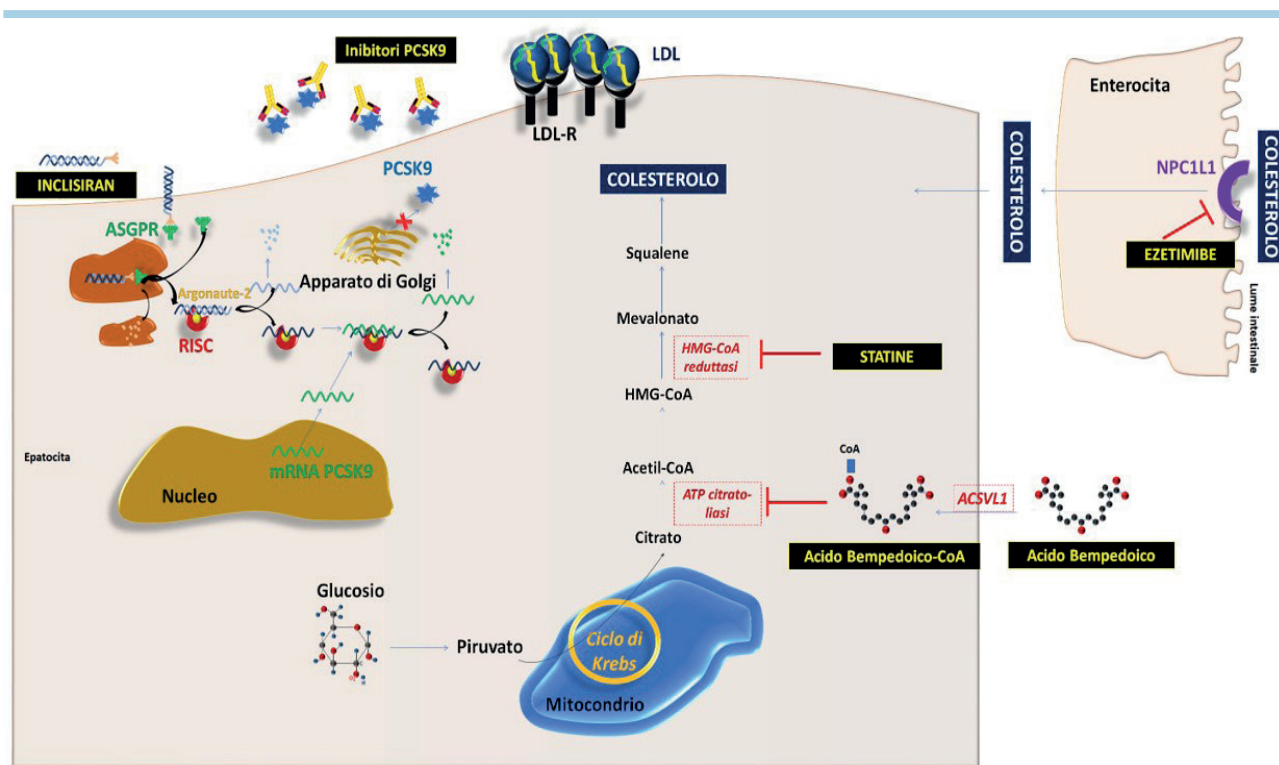 Inibitori PCSK9
LDL
LDL-R
INCLISIRAN
ASGPR
PCSK9
Argonaute-2
Apparato di Golgi
RISC
Epatocita
mRNA PCSK9
Nucleo
Glucosio
Piruvato
Ciclo di
Krebs
Mitocondrio
COLESTEROLO
Squalene
Mevalonato
HMG-CoA
reduttasi
STATINE
HMG-CoA
Acetil-CoA
ATP citrato-
liasi
Citrato
CoA
Acido Bempedoico-CoA
ACSVL1
Acido Bempedoico
Enterocita
COLESTEROLO
NPC1L1
EZETIMIBE
COLESTEROLO
Lume intestinale